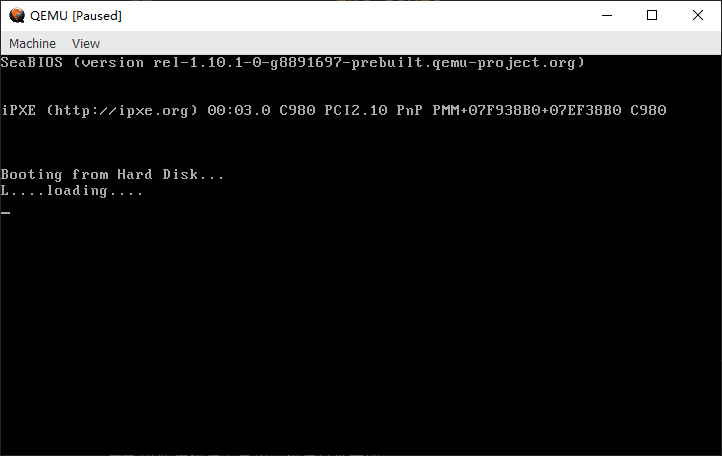 QEMU [Paused]
Machine View
SeaBIOS (version rel-1.10.1-0-g8891697-prebuilt.qemu-project.org)
iPXE (http://ipxe.org) 00:03.0 C980 PCI2.10 PnP PMM+07F938B0+07EF38B0 C980
Booting from Hard Disk...
L....loading....